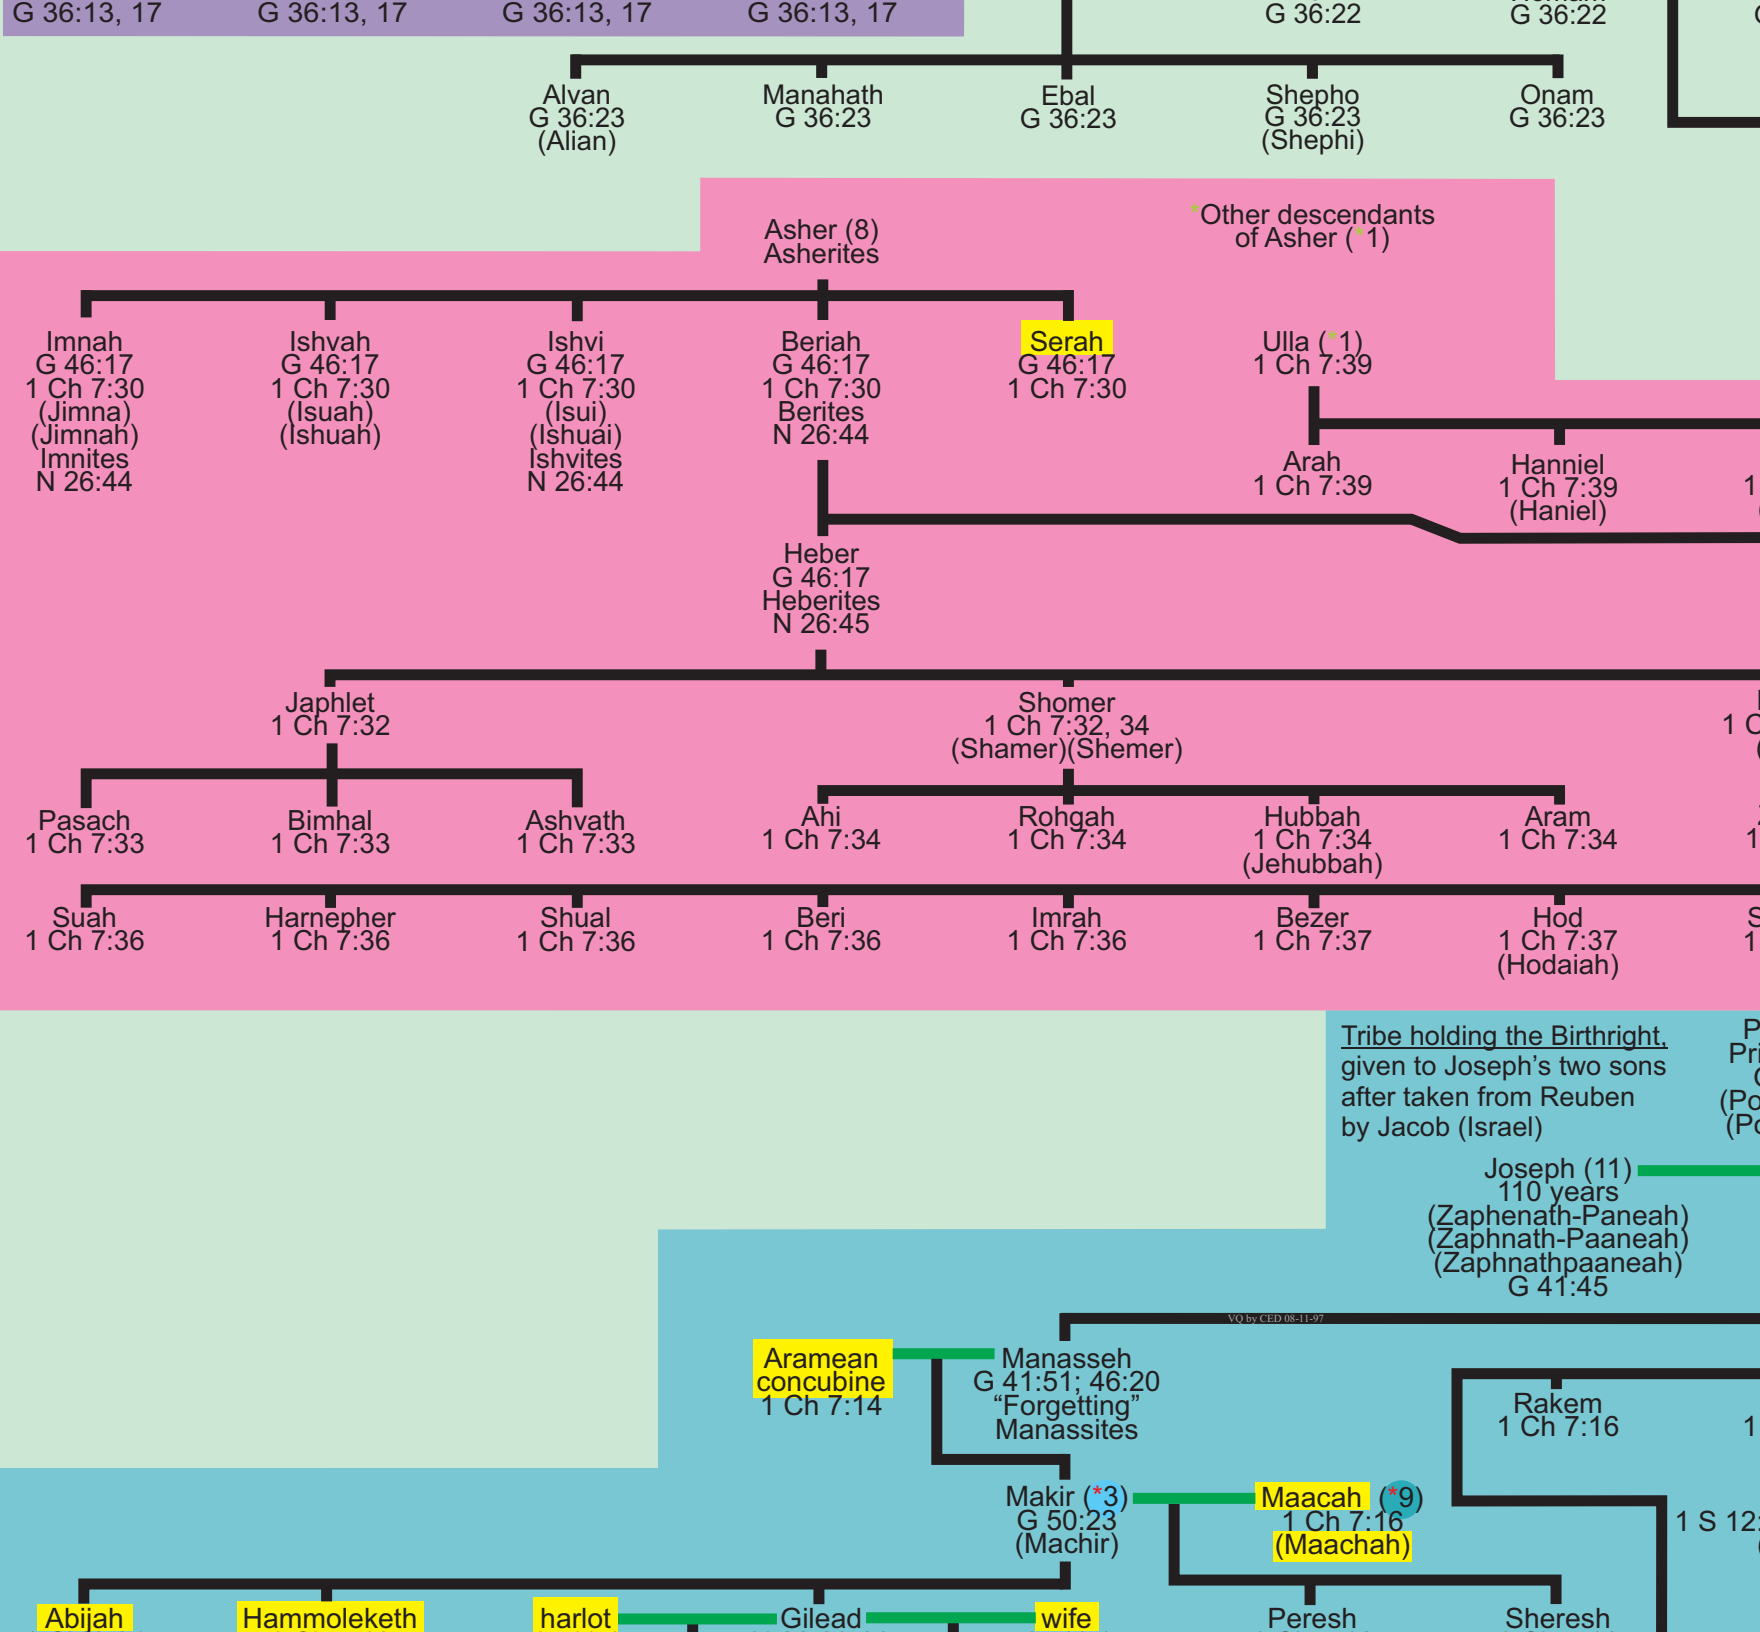 G 36:13, 17 G 36:13, 17 G 36:13, 17 G 36:13, 17 G 36:22 G 36:22
Alvan Manahath Ebal Shepho Onam
G 36:23 G 36:23 G 36:23 G 36:23 G 36:23
(Alian) (Shephi)
*Other descendants
of Asher (*1)
Asher (8)
Asherites
Imnah
G 46:17
1 Ch 7:30
(Jimna)
(Jimnah)
Imnites
N 26:44
Ishvah
G 46:17
1 Ch 7:30
(Isuah)
(Ishuah)
Ishvi
G 46:17
1 Ch 7:30
(Isui)
(Ishuai)
Ishvites
N 26:44
Beriah
G 46:17
1 Ch 7:30
Berites
N 26:44
Serah
G 46:17
1 Ch 7:30
Ulla (*1)
1 Ch 7:39
Arah
1 Ch 7:39
Hanniel
1 Ch 7:39
(Haniel)
Heber
G 46:17
Heberites
N 26:45
Japhlet
1 Ch 7:32
Shomer
1 Ch 7:32, 34
(Shamer)(Shemer)
Pasach
1 Ch 7:33
Bimhal
1 Ch 7:33
Ashvath
1 Ch 7:33
Ahi
1 Ch 7:34
Rohgah
1 Ch 7:34
Hubbah
1 Ch 7:34
(Jehubbah)
Aram
1 Ch 7:34
Suah
1 Ch 7:36
Harnepher
1 Ch 7:36
Shual
1 Ch 7:36
Beri
1 Ch 7:36
Imrah
1 Ch 7:36
Bezer
1 Ch 7:37
Hod
1 Ch 7:37
(Hodaiah)
Tribe holding the Birthright,
given to Joseph’s two sons
after taken from Reuben
by Jacob (Israel)
Joseph (11)
110 years
(Zaphenath-Paneah)
(Zaphnath-Paaneah)
(Zaphnathpaaneah)
G 41:45
VQ by CED 08-11-97
Aramean
concubine
1 Ch 7:14
Manasseh
G 41:51; 46:20
“Forgetting”
Manassites
Rakem
1 Ch 7:16
Makir (*3)
G 50:23
(Machir)
Maacah (*9)
1 Ch 7:16
(Maachah)
1 S 12:
Abijah Hammoleketh harlot Gilead wife Peresh Sheresh